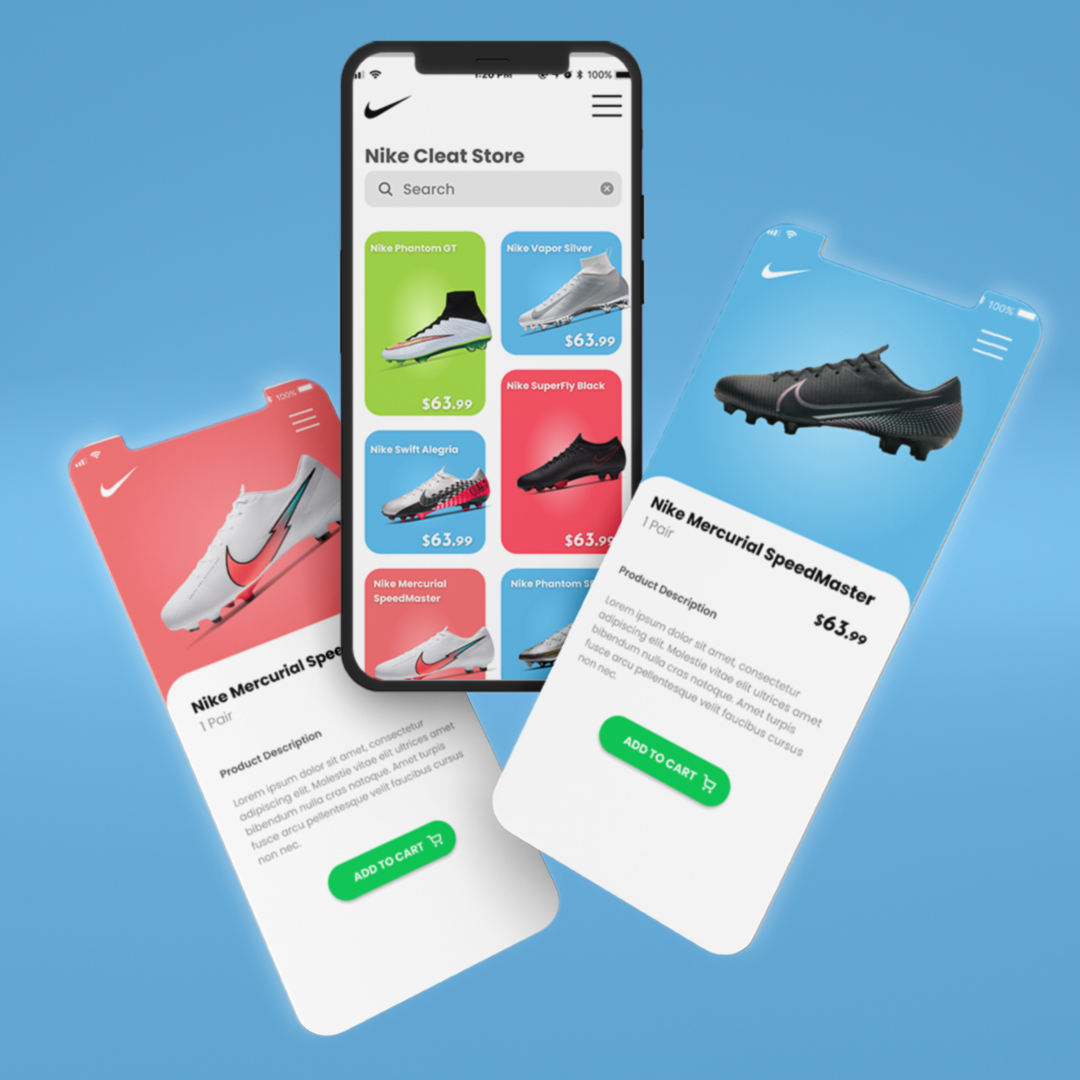 1:20 PM
100%
Nike Cleat Store
Search
Nike Phantom GT
$63.99
Nike Vapor Silver
$63.99
Nike SuperFly Black
$63.99
Nike Swift Alegria
$63.99
Nike Mercurial
SpeedMaster
Nike Phantom
100%
Nike Mercurial
1 Pair
Product Description
Lorem ipsum dolor sit amet, consectetur
adipiscing elit. Molestie vitae elit ultrices amet
bibendum nulla cras natoque. Amet turpis
fusce arcu pellentesque velit faucibus cursus
non nec.
ADD TO CART
100%
Nike Mercurial SpeedMaster
1 Pair
$63.99
Product Description
Lorem ipsum dolor sit amet, consectetur
adipiscing elit. Molestie vitae elit ultrices amet
bibendum nulla cras natoque. Amet turpis
fusce arcu pellentesque velit faucibus cursus
non nec.
ADD TO CART